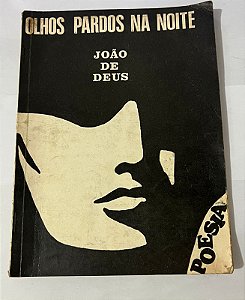 OLHOS PARDOS NA NOITE
JOÃO
DE
DEUS
POESIA